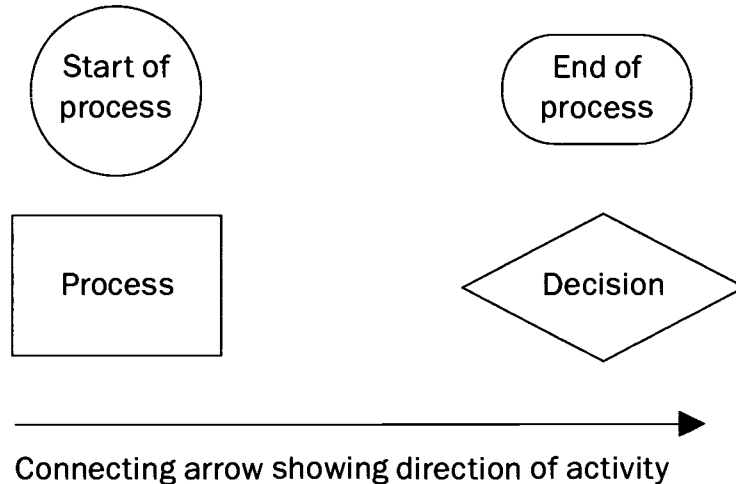 Start of
process
End of
process
Process
Decision
Connecting arrow showing direction of activity